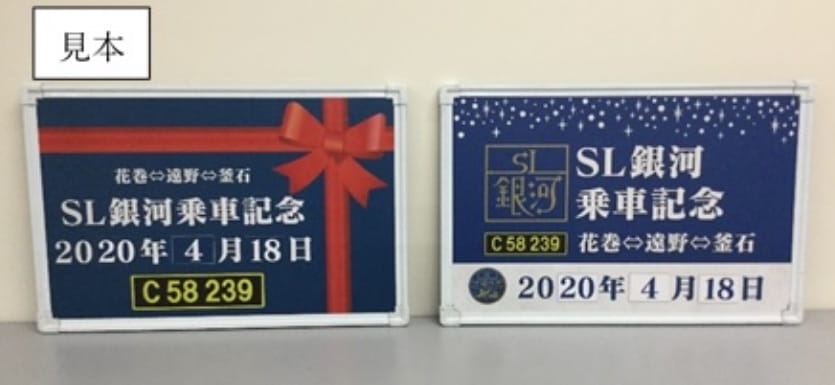 見本
花巻⇔遠野⇔釜石
SL銀河乗車記念
2020年 4 月18日
C58 239
SL
銀河
SL銀河
乗車記念
C58 239 花巻⇔遠野⇔釜石
2020年 4 月 18日